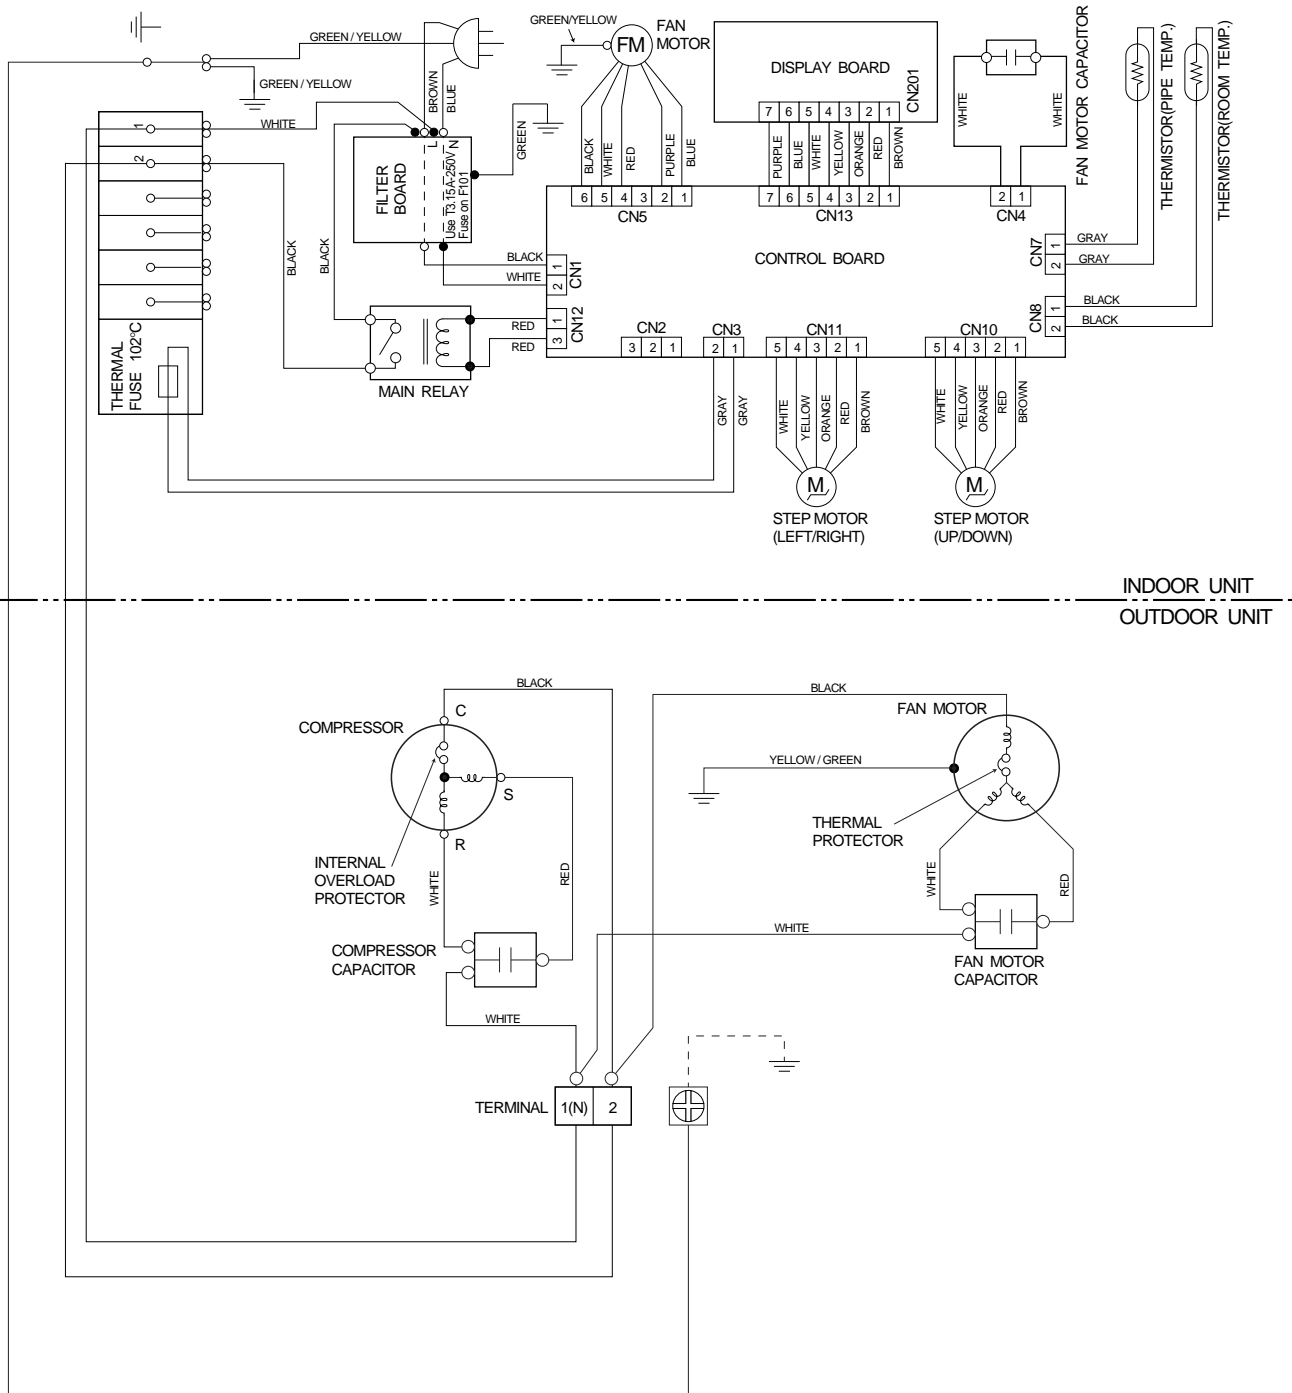 GREEN / YELLOW
GREEN / YELLOW
BROWN
BLUE
WHITE
GREEN
GREEN/YELLOW
FM
FAN
MOTOR
BLACK
WHITE
RED
PURPLE
BLUE
DISPLAY BOARD
CN201
7 6 5 4 3 2 1
PURPLE
BLUE
WHITE
YELLOW
ORANGE
RED
BROWN
WHITE
WHITE
FAN MOTOR CAPACITOR
THERMISTOR(PIPE TEMP.)
THERMISTOR(ROOM TEMP.)
1
2
THERMAL
FUSE 102°C
BLACK
BLACK
FILTER
BOARD
L N
Use T3.15A-250V
Fuse on F101
6 5 4 3 2 1
CN5
7 6 5 4 3 2 1
CN13
2 1
CN4
BLACK
WHITE
1
2
CN1
CONTROL BOARD
CN7
1
2
GRAY
GRAY
RED
RED
1
3
CN12
CN8
1
2
BLACK
BLACK
MAIN RELAY
CN2
3 2 1
CN3
2 1
CN11
5 4 3 2 1
CN10
5 4 3 2 1
GRAY
GRAY
WHITE
YELLOW
ORANGE
RED
BROWN
WHITE
YELLOW
ORANGE
RED
BROWN
M
M
STEP MOTOR
(LEFT/RIGHT)
STEP MOTOR
(UP/DOWN)
INDOOR UNIT
OUTDOOR UNIT
BLACK
C
COMPRESSOR
S
R
INTERNAL
OVERLOAD
PROTECTOR
WHITE
RED
COMPRESSOR
CAPACITOR
WHITE
BLACK
FAN MOTOR
YELLOW / GREEN
THERMAL
PROTECTOR
WHITE
RED
WHITE
FAN MOTOR
CAPACITOR
TERMINAL
1(N) 2